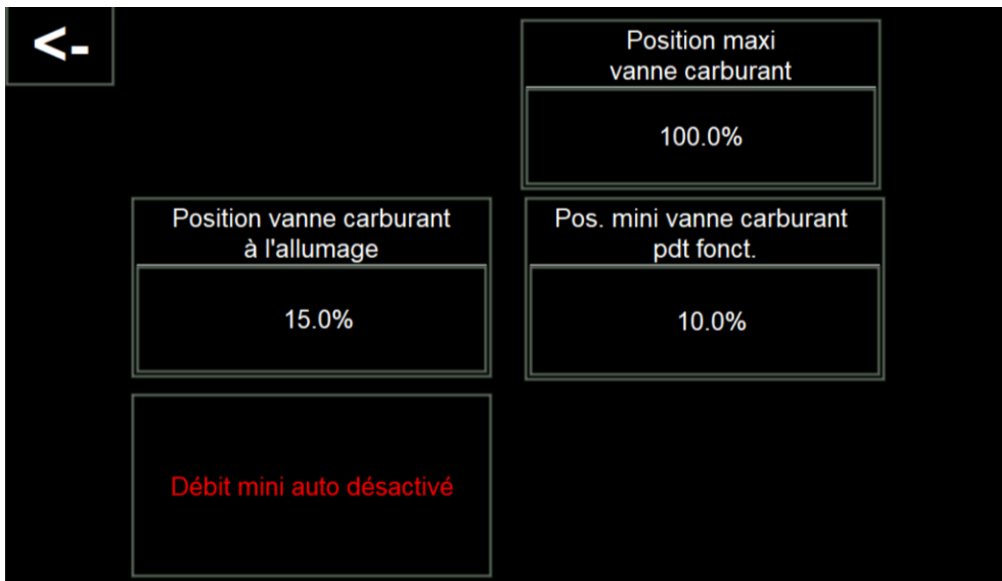 <-
Position maxi
vanne carburant
100.0%
Position vanne carburant
à l'allumage
15.0%
Pos. mini vanne carburant
pdt fonct.
10.0%
Débit mini auto désactivé